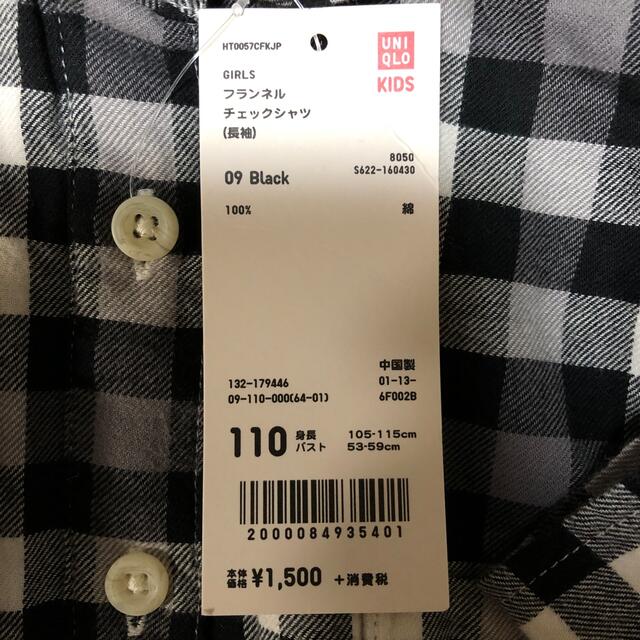 HT0057CFKJP
UNI
QLO
KIDS
GIRLS
フランネル
チェックシャツ
(長袖)
8050
09 Black S622-160430
100% 綿
中国製
132-179446 01-13-
09-110-000(64-01) 6F002B
110 身長 105-115cm
バスト 53-59cm
2000084935401
本体
価格 ¥1,500 +消費税